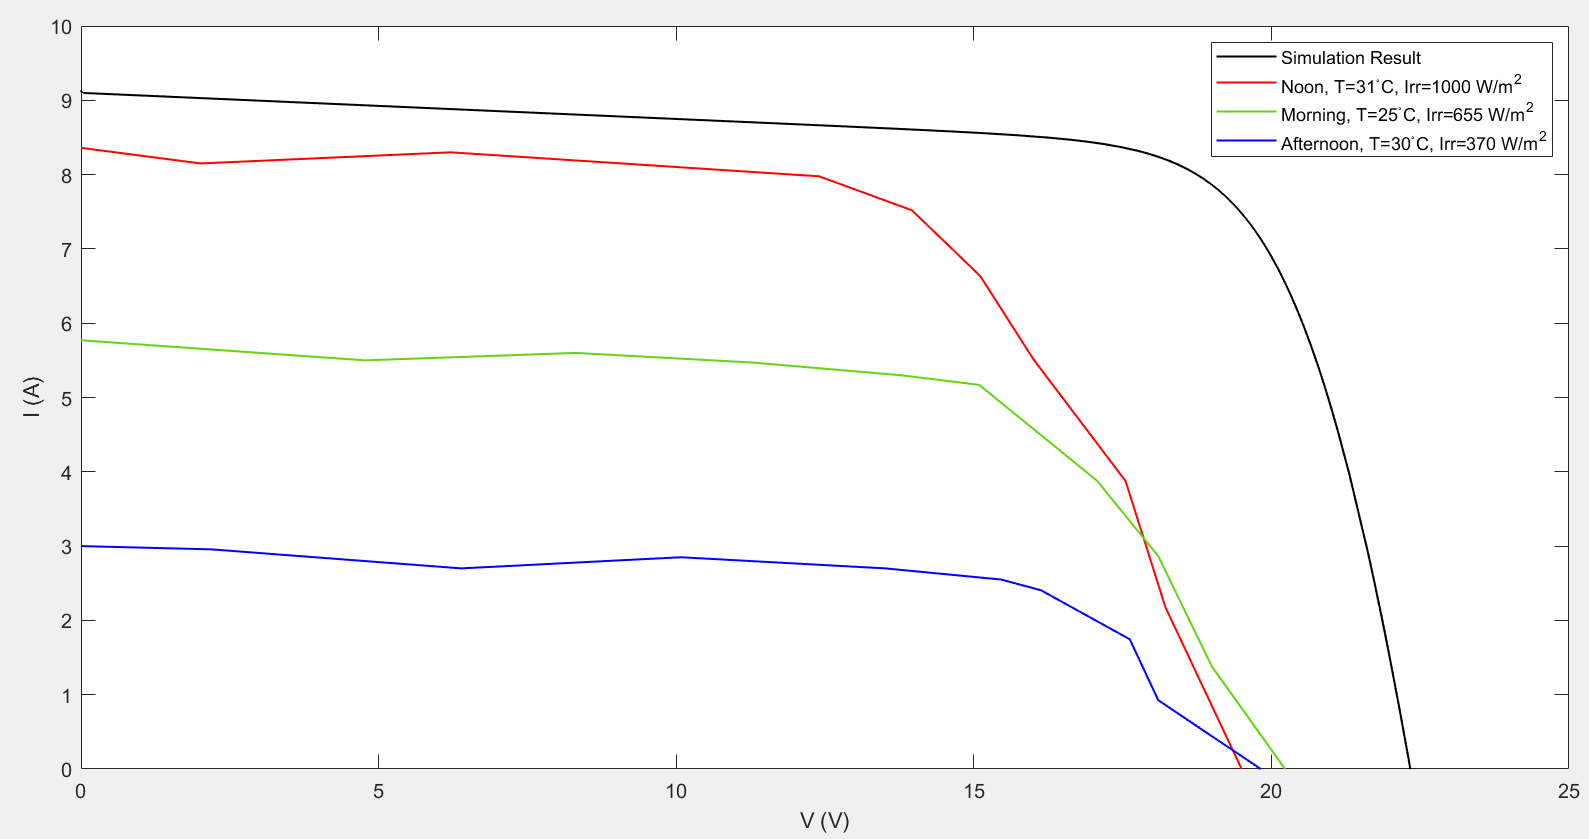 10
9
8
7
6
5
4
3
2
1
0
I (A)
0 5 10 15 20 25
V (V)
Simulation Result
Noon, T=31°C, Irr=1000 W/m²
Morning, T=25°C, Irr=655 W/m²
Afternoon, T=30°C, Irr=370 W/m²